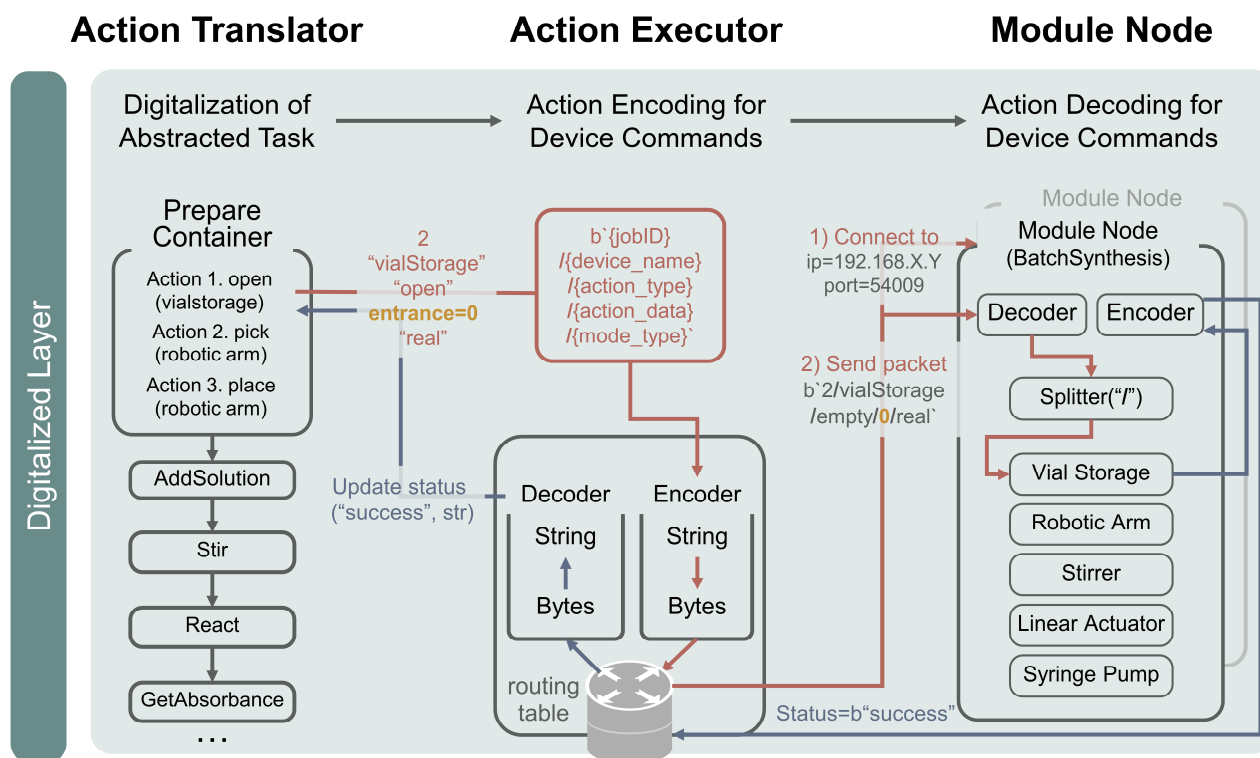 Action Translator
Action Executor
Module Node
Digitalized Layer
Digitalization of
Abstracted Task
Action Encoding for
Device Commands
Action Decoding for
Device Commands
Prepare
Container
Action 1. open
(vialstorage)
Action 2. pick
(robotic arm)
Action 3. place
(robotic arm)
AddSolution
Stir
React
GetAbsorbance
...
2
“vialStorage”
“open”
entrance=0
“real”
Update status
(“success”, str)
b`{jobID}
/{device_name}
/{action_type}
/{action_data}
/{mode_type}`
Decoder
String
Bytes
Encoder
String
Bytes
routing
table
1) Connect to
ip=192.168.X.Y
port=54009
2) Send packet
b`2/vialStorage
/empty/0/real`
Status=b“success”
Module Node
Module Node
(BatchSynthesis)
Decoder
Encoder
Splitter(“/”)
Vial Storage
Robotic Arm
Stirrer
Linear Actuator
Syringe Pump